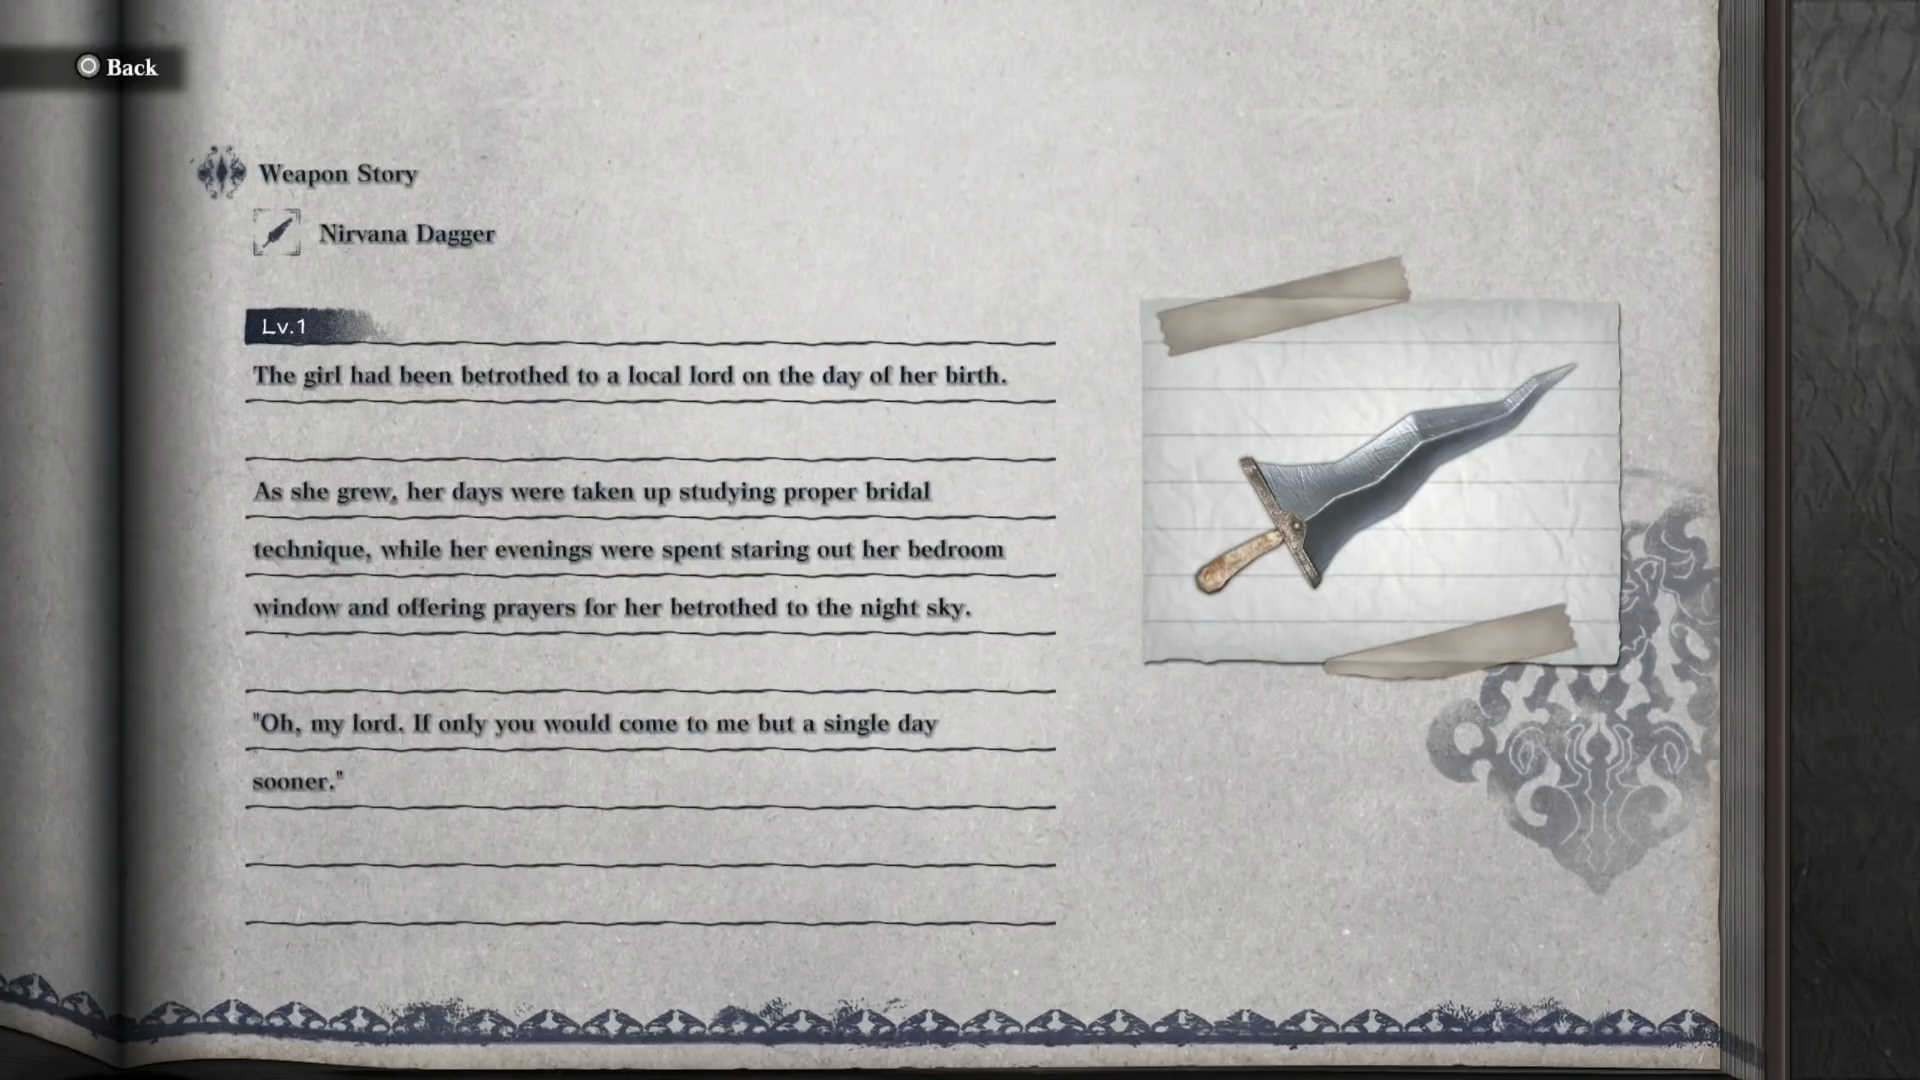 Back
Weapon Story
Nirvana Dagger
Lv.1
The girl had been betrothed to a local lord on the day of her birth.
As she grew, her days were taken up studying proper bridal
technique, while her evenings were spent staring out her bedroom
window and offering prayers for her betrothed to the night sky.
"Oh, my lord. If only you would come to me but a single day
sooner."